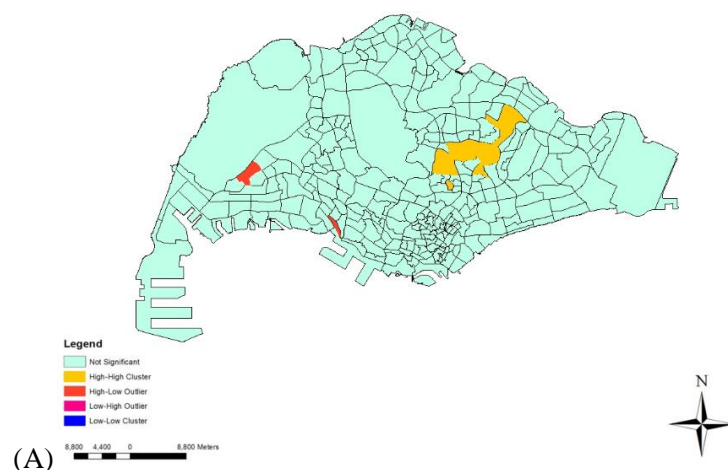 Legend
Not Significant
High-High Cluster
High-Low Outlier
Low-High Outlier
Low-Low Cluster
N
(A)
8,800 4,400 0 8,800 Meters